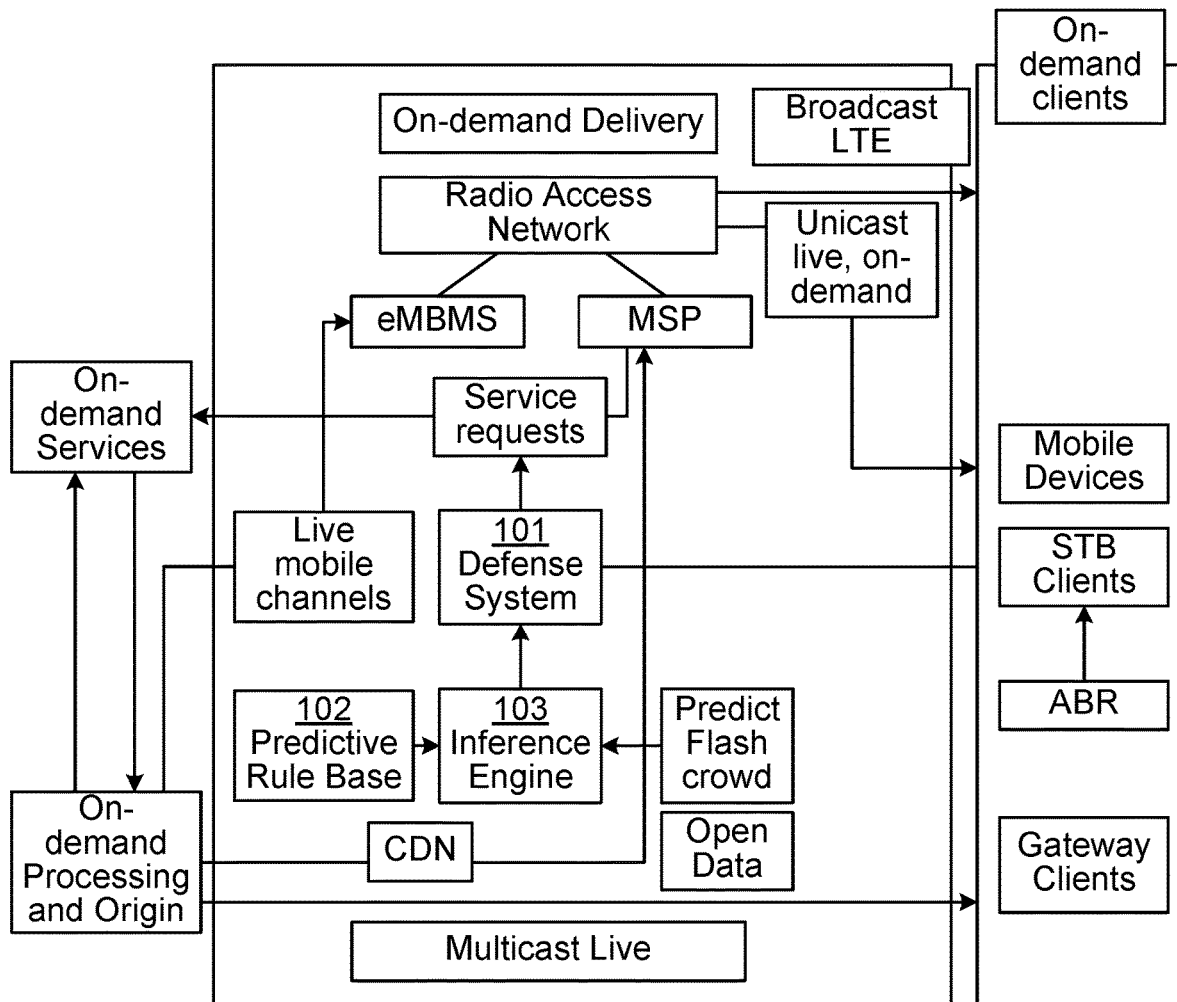 On-
demand
clients
On-demand Delivery
Broadcast
LTE
Radio Access
Network
Unicast
live, on-
demand
eMBMS
MSP
On-
demand
Services
Service
requests
Mobile
Devices
Live
mobile
channels
101
Defense
System
STB
Clients
102
Predictive
Rule Base
103
Inference
Engine
Predict
Flash
crowd
ABR
On-
demand
Processing
and Origin
CDN
Open
Data
Gateway
Clients
Multicast Live